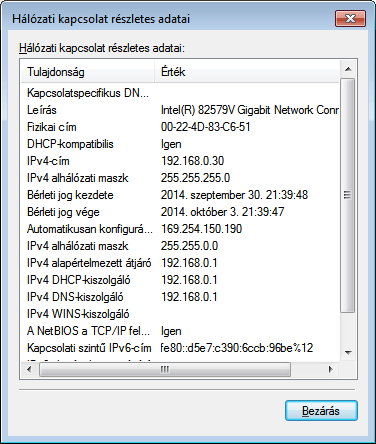 Hálózati kapcsolat részletes adatai
Hálózati kapcsolat részletes adatai:
Tulajdonság Érték
Kapcsolatspecifikus DN...
Leírás Intel(R) 82579V Gigabit Network Conr
Fizikai cím 00-22-4D-83-C6-51
DHCP-kompatibilis Igen
IPv4-cím 192.168.0.30
IPv4 alhálózati maszk 255.255.255.0
Bérleti jog kezdete 2014. szeptember 30. 21:39:48
Bérleti jog vége 2014. október 3. 21:39:47
Automatikusan konfigurá... 169.254.150.190
IPv4 alhálózati maszk 255.255.0.0
IPv4 alapértelmezett átjáró 192.168.0.1
IPv4 DHCP-kiszolgáló 192.168.0.1
IPv4 DNS-kiszolgáló 192.168.0.1
IPv4 WINS-kiszolgáló
A NetBIOS a TCP/IP fel... Igen
Kapcsolati szintű IPv6-cím fe80::d5e7:c390:6ccb:96be%12
Bezárás